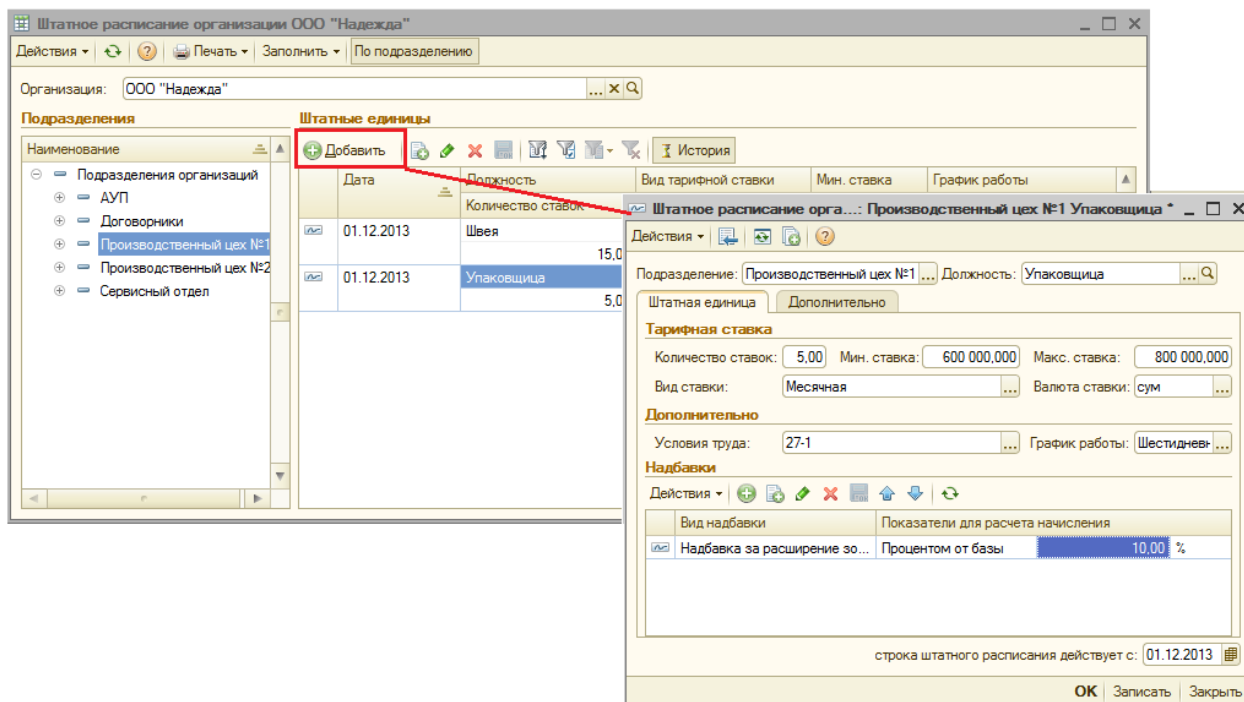 Штатное расписание организации ООО "Надежда"
Действия Печать Заполнить По подразделению
Организация: ООО "Надежда" ...
Подразделения Штатные единицы
Наименование
Добавить История
Подразделения организаций
АУП
Договорники
Производственный цех №1
Производственный цех №2
Сервисный отдел
Дата Должность Вид тарифной ставки Мин. ставка График работы
Количество ставок
01.12.2013 Швея
15,0
01.12.2013 Упаковщица
5,0
Штатное расписание орга...: Производственный цех №1 Упаковщица *
Действия
Подразделение: Производственный цех №1 ... Должность: Упаковщица ...
Штатная единица Дополнительно
Тарифная ставка
Количество ставок: 5,00 Мин. ставка: 600 000,000 Макс. ставка: 800 000,000
Вид ставки: Месячная ... Валюта ставки: сум ...
Дополнительно
Условия труда: 27-1 ... График работы: Шестидневн ...
Надбавки
Действия
Вид надбавки Показатели для расчета начисления
Надбавка за расширение зо... Процентом от базы 10,00 %
строка штатного расписания действует с: 01.12.2013
OK Записать Закрыть